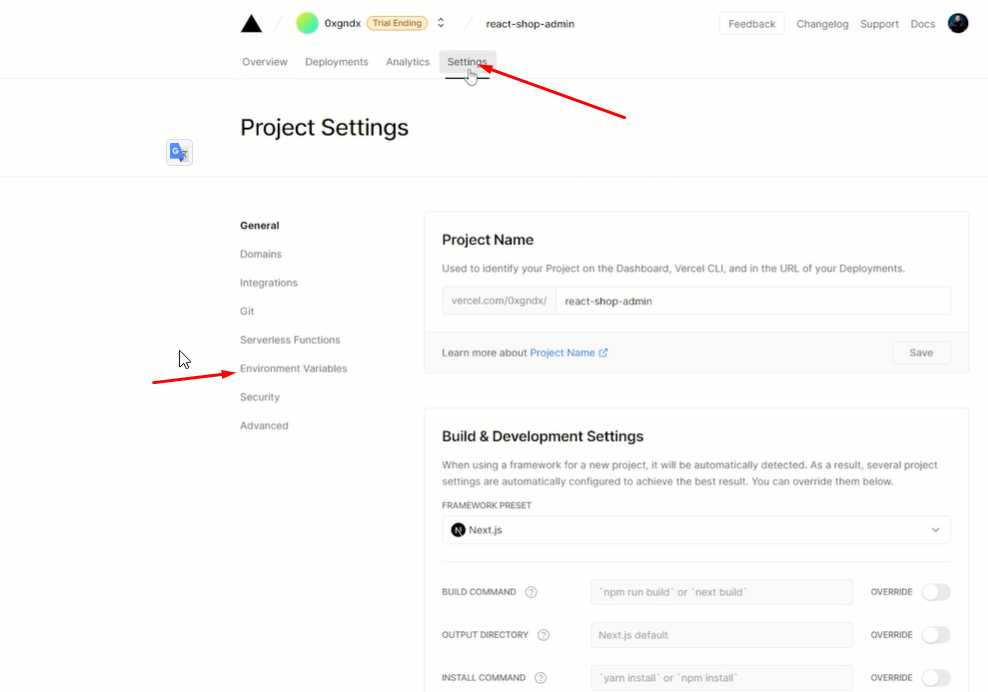 0xgndx Trial Ending react-shop-admin Feedback Changelog Support Docs
Overview Deployments Analytics Settings
Project Settings
G
General
Domains
Integrations
Git
Serverless Functions
Environment Variables
Security
Advanced
Project Name
Used to identify your Project on the Dashboard, Vercel CLI, and in the URL of your Deployments.
vercel.com/0xgndx/ react-shop-admin
Learn more about Project Name Save
Build & Development Settings
When using a framework for a new project, it will be automatically detected. As a result, several project
settings are automatically configured to achieve the best result. You can override them below.
FRAMEWORK PRESET
N Next.js
BUILD COMMAND ? `npm run build` or `next build` OVERRIDE
OUTPUT DIRECTORY ? Next.js default OVERRIDE
INSTALL COMMAND ? `yarn install` or `npm install` OVERRIDE